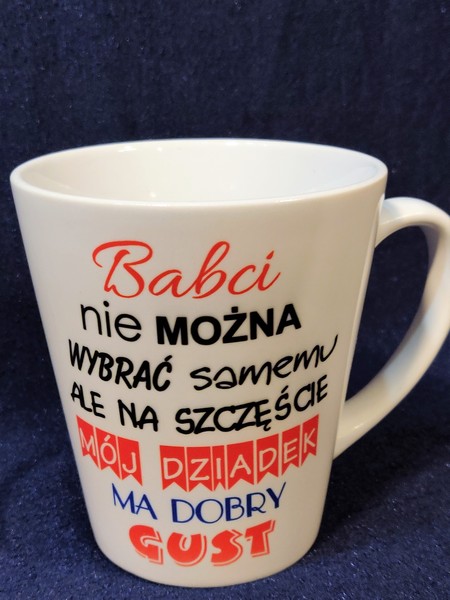 Babci
nie MOŻNA
WYBRAĆ samemu
ALE NA SZCZĘŚCIE
MÓJ DZIADEK
MA DOBRY
GUST